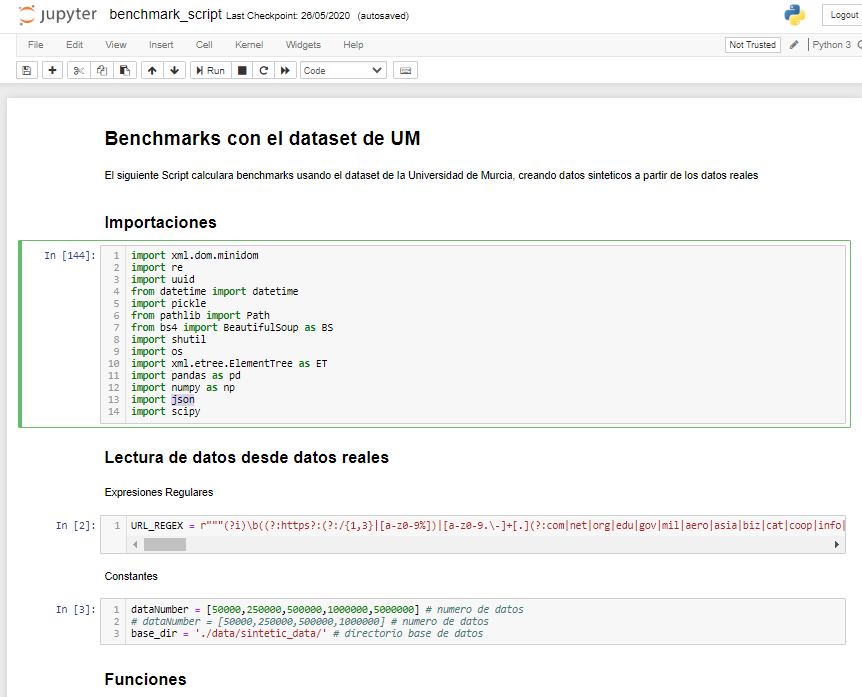 jupyter benchmark_script Last Checkpoint: 26/05/2020 (autosaved)
Logout
File Edit View Insert Cell Kernel Widgets Help
Not Trusted
Python 3
Run
Code
Benchmarks con el dataset de UM
El siguiente Script calculara benchmarks usando el dataset de la Universidad de Murcia, creando datos sinteticos a partir de los datos reales
Importaciones
In [144]:
1 import xml.dom.minidom
2 import re
3 import uuid
4 from datetime import datetime
5 import pickle
6 from pathlib import Path
7 from bs4 import BeautifulSoup as BS
8 import shutil
9 import os
10 import xml.etree.ElementTree as ET
11 import pandas as pd
12 import numpy as np
13 import json
14 import scipy
Lectura de datos desde datos reales
Expresiones Regulares
In [2]:
1 URL_REGEX = r"""(?i)\b((?:https?:(?:/{1,3}|[a-z0-9%])|[a-z0-9.\-]+[.](?:com|net|org|edu|gov|mil|aero|asia|biz|cat|coop|info|
Constantes
In [3]:
1 dataNumber = [50000,250000,500000,1000000,5000000] # numero de datos
2 # dataNumber = [50000,250000,500000,1000000] # numero de datos
3 base_dir = './data/sintetic_data/' # directorio base de datos
Funciones